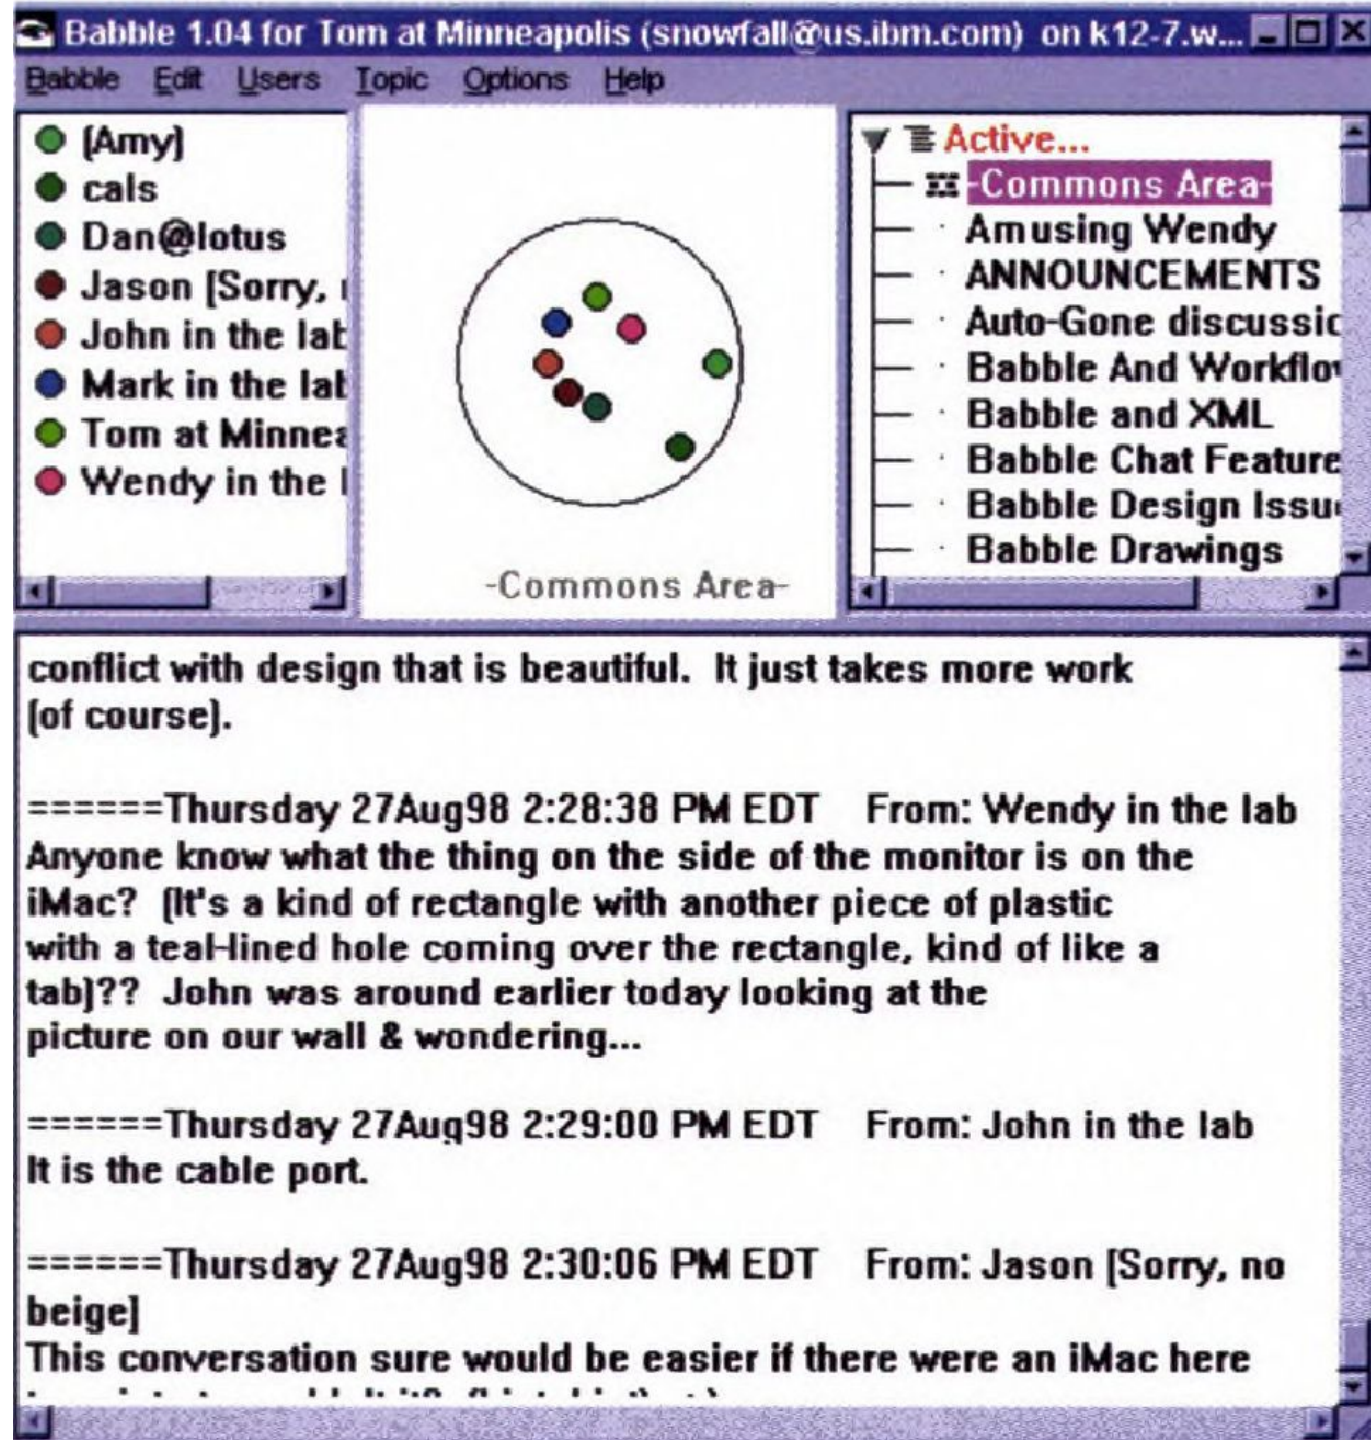 Babble 1.04 for Tom at Minneapolis (snowfall@us.ibm.com) on k12-7.w...
Babble Edit Users Topic Options Help
(Amy)
cals
Dan@lotus
Jason [Sorry,
John in the lab
Mark in the lab
Tom at Minnea
Wendy in the l
-Commons Area-
Active...
-Commons Area-
Amusing Wendy
ANNOUNCEMENTS
Auto-Gone discussic
Babble And Workflow
Babble and XML
Babble Chat Feature
Babble Design Issu
Babble Drawings
conflict with design that is beautiful. It just takes more work
(of course).
======Thursday 27Aug98 2:28:38 PM EDT From: Wendy in the lab
Anyone know what the thing on the side of the monitor is on the
iMac? (It's a kind of rectangle with another piece of plastic
with a teal-lined hole coming over the rectangle, kind of like a
tab)?? John was around earlier today looking at the
picture on our wall & wondering...
======Thursday 27Aug98 2:29:00 PM EDT From: John in the lab
It is the cable port.
======Thursday 27Aug98 2:30:06 PM EDT From: Jason [Sorry, no
beige]
This conversation sure would be easier if there were an iMac here